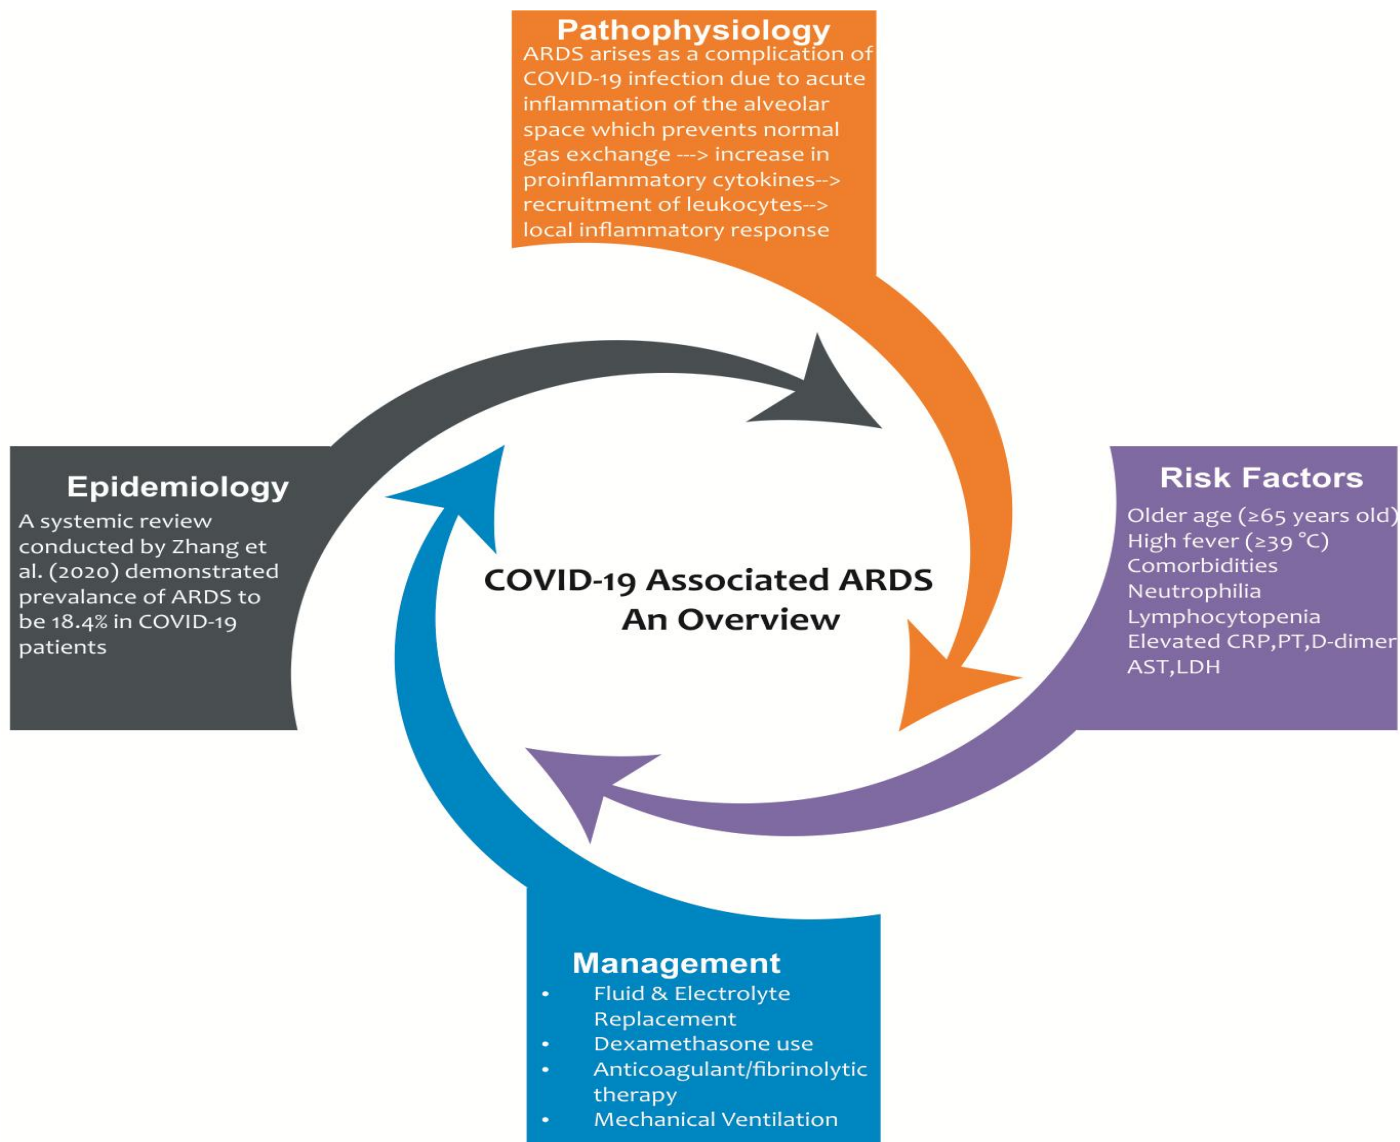 Pathophysiology
ARDS arises as a complication of
COVID-19 infection due to acute
inflammation of the alveolar
space which prevents normal
gas exchange ---> increase in
proinflammatory cytokines-->
recruitment of leukocytes-->
local inflammatory response
Epidemiology
A systemic review
conducted by Zhang et
al. (2020) demonstrated
prevalance of ARDS to
be 18.4% in COVID-19
patients
COVID-19 Associated ARDS
An Overview
Risk Factors
Older age (≥65 years old)
High fever (≥39 °C)
Comorbidities
Neutrophilia
Lymphocytopenia
Elevated CRP,PT,D-dimer
AST,LDH
Management
• Fluid & Electrolyte
Replacement
• Dexamethasone use
• Anticoagulant/fibrinolytic
therapy
• Mechanical Ventilation